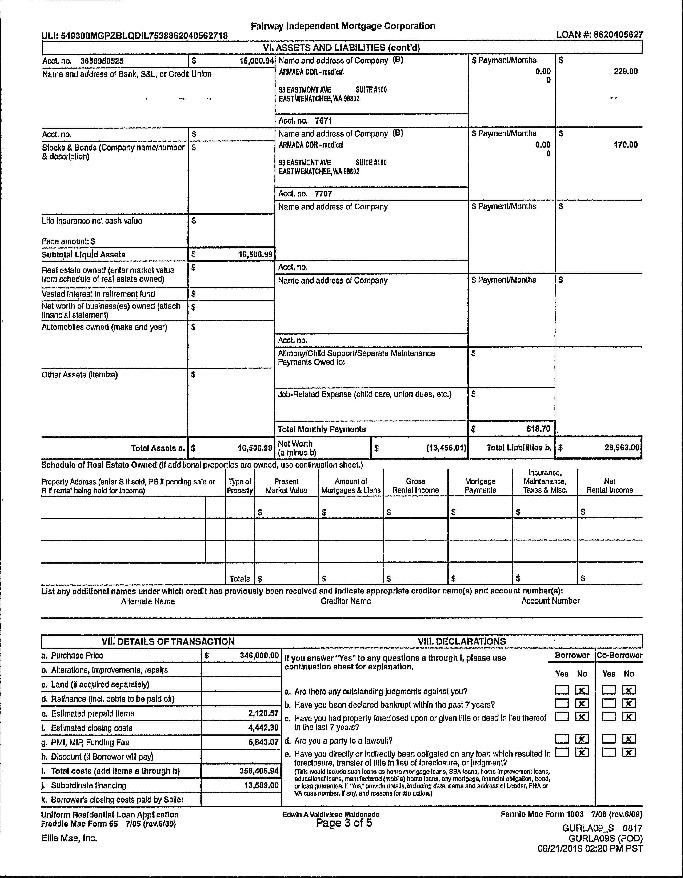 Fairway Independent Mortgage Corporation
ULI: 549300MGPZBLQDIL7538862040562718 LOAN #: 8620405627
VI. ASSETS AND LIABILITIES (cont'd)
Acct. no. $ Name and address of Company (B) $ Payment/Months $
Name and address of Bank, S&L, or Credit Union ARMADA COR-medical 0.00 229.00
0
93 EASTMONT AVE SUITE #100
EAST WENATCHEE, WA 98802
Acct. no. 7671
Acct. no. $ Name and address of Company (B) $ Payment/Months $
Stocks & Bonds (Company name/number & description) $ ARMADA COR-medical 0.00 170.00
0
93 EASTMONT AVE SUITE #100
EAST WENATCHEE, WA 98802
Acct. no. 7707
Name and address of Company $ Payment/Months $
Life insurance net cash value $
Face amount: $
Subtotal Liquid Assets $ 16,506.99
Real estate owned (enter market value from schedule of real estate owned) $ Acct. no.
Name and address of Company $ Payment/Months $
Vested interest in retirement fund $
Net worth of business(es) owned (attach financial statement) $
Automobiles owned (make and year) $
Acct. no.
Alimony/Child Support/Separate Maintenance Payments Owed to: $
Other Assets (itemize) $
Job-Related Expense (child care, union dues, etc.) $
Total Monthly Payments $ 618.70
Total Assets a. $ 16,506.99 Net Worth (a minus b) $ (13,456.01) Total Liabilities b. $ 29,963.00
Schedule of Real Estate Owned (If additional properties are owned, use continuation sheet.)
Property Address (enter S if sold, PS if pending sale or R if rental being held for income) Type of Property Present Market Value Amount of Mortgages & Liens Gross Rental Income Mortgage Payments Insurance, Maintenance, Taxes & Misc. Net Rental Income
$ $ $ $ $ $
Totals $ $ $ $ $ $
List any additional names under which credit has previously been received and indicate appropriate creditor name(s) and account number(s):
Alternate Name Creditor Name Account Number
VII. DETAILS OF TRANSACTION VIII. DECLARATIONS
a. Purchase Price $ 346,000.00 If you answer "Yes" to any questions a through i, please use continuation sheet for explanation. Borrower Co-Borrower
b. Alterations, improvements, repairs Yes No Yes No
c. Land (if acquired separately) a. Are there any outstanding judgments against you? X X
d. Refinance (incl. debts to be paid off) b. Have you been declared bankrupt within the past 7 years? X X
e. Estimated prepaid items 2,120.57 c. Have you had property foreclosed upon or given title or deed in lieu thereof in the last 7 years? X X
f. Estimated closing costs 4,442.30
g. PMI, MIP, Funding Fee 5,843.07 d. Are you a party to a lawsuit? X X
h. Discount (if Borrower will pay) e. Have you directly or indirectly been obligated on any loan which resulted in foreclosure, transfer of title in lieu of foreclosure, or judgment? X X
i. Total costs (add items a through h) 358,405.94 (This would include such loans as home mortgage loans, SBA loans, home improvement loans, educational loans, manufactured (mobile) home loans, any mortgage, financial obligation, bond, or loan guarantee. If "Yes," provide details, including date, name and address of Lender, FHA or VA case number, if any, and reasons for the action.)
j. Subordinate financing
k. Borrower's closing costs paid by Seller
Uniform Residential Loan Application Edwin A Valdivieso Maldonado Fannie Mae Form 1003 7/05 (rev.6/09)
Freddie Mac Form 65 7/05 (rev.6/09) Page 3 of 5
GURLA09_S 0817
Ellie Mae, Inc. GURLA09S (POD)
06/21/2019 02:20 PM PST